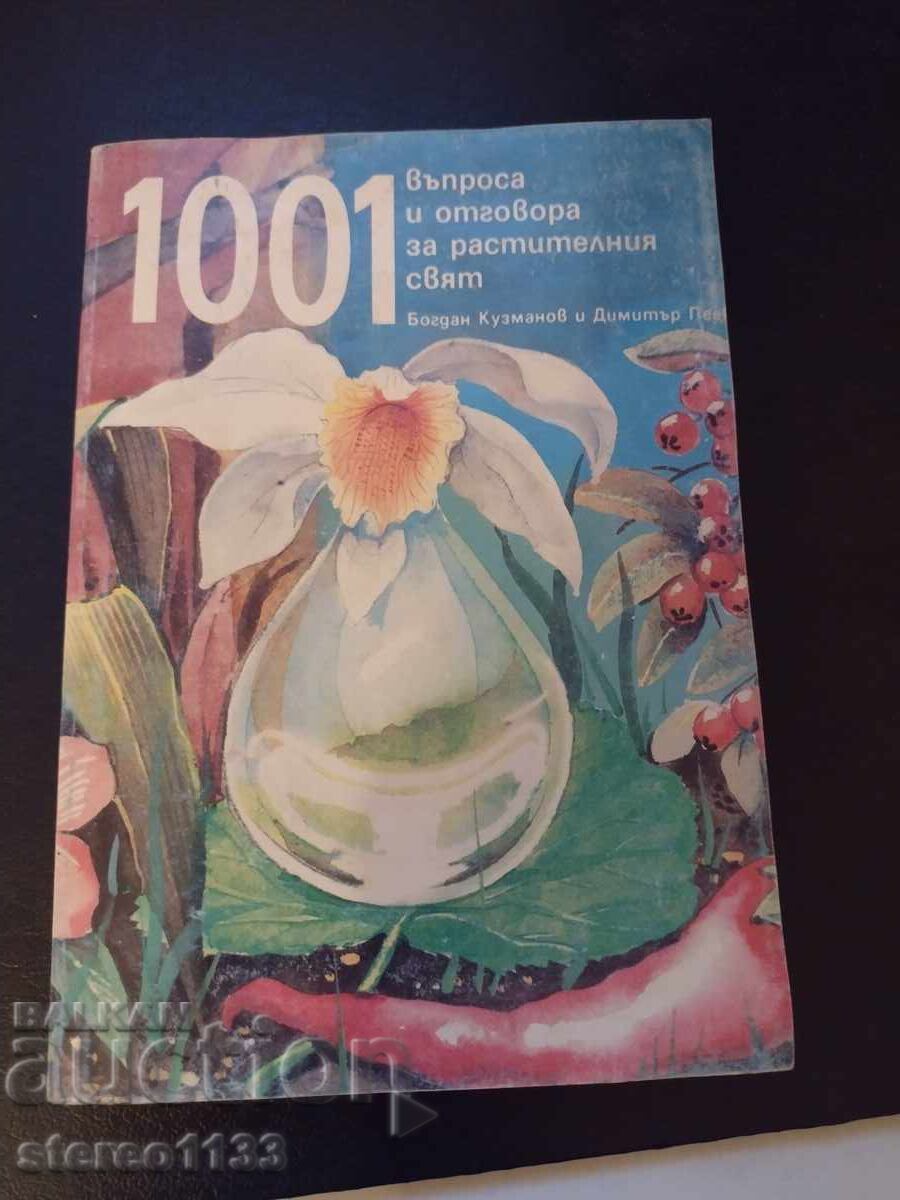 1001
въпроса
и отговора
за растителния
свят
Богдан Кузманов и Димитър
BALKAN
auction
stereo1133